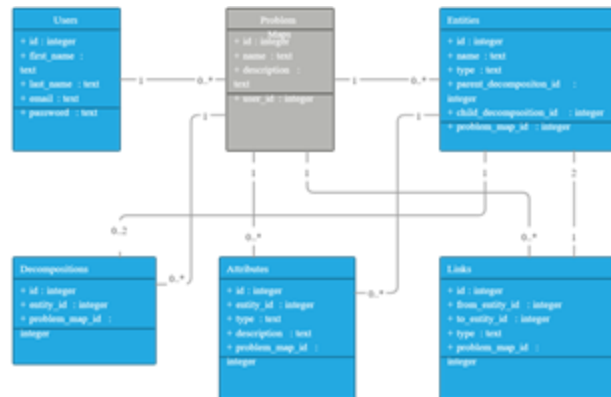 Users
+ id : integer
+ first_name :
text
+ last_name : text
+ email : text
+ password : text
Problem
Maps
+ id : integer
+ name : text
+ description :
text
+ user_id : integer
Entities
+ id : integer
+ name : text
+ type : text
+ parent_decompositon_id :
integer
+ child_decomposition_id : integer
+ problem_map_id : integer
1
0..*
1
0..*
1
1
1
1
1
2
0..2
0..*
0..*
0..*
0..*
1
Decompositions
+ id : integer
+ entity_id : integer
+ problem_map_id :
integer
Attributes
+ id : integer
+ entity_id : integer
+ type : text
+ description : text
+ problem_map_id :
integer
Links
+ id : integer
+ from_entity_id : integer
+ to_entity_id : integer
+ type : text
+ problem_map_id :
integer